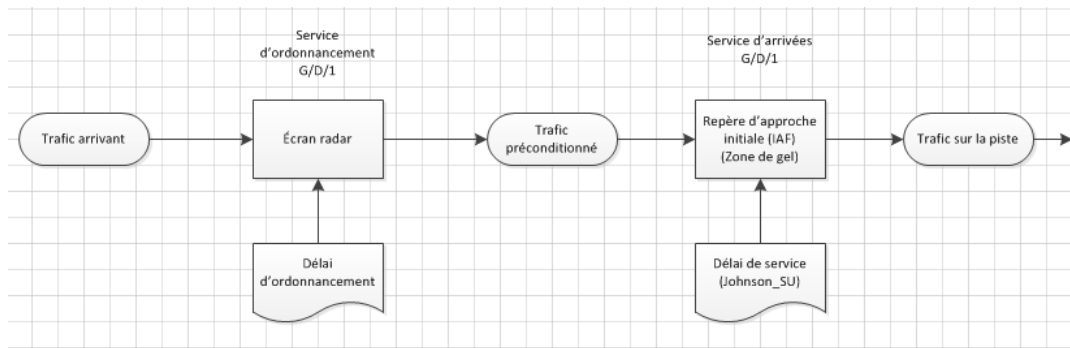 Service
d'ordonnancement
G/D/1
Service d'arrivées
G/D/1
Trafic arrivant
Écran radar
Trafic
préconditionné
Repère d'approche
initiale (IAF)
(Zone de gel)
Trafic sur la piste
Délai
d'ordonnancement
Délai de service
(Johnson_SU)